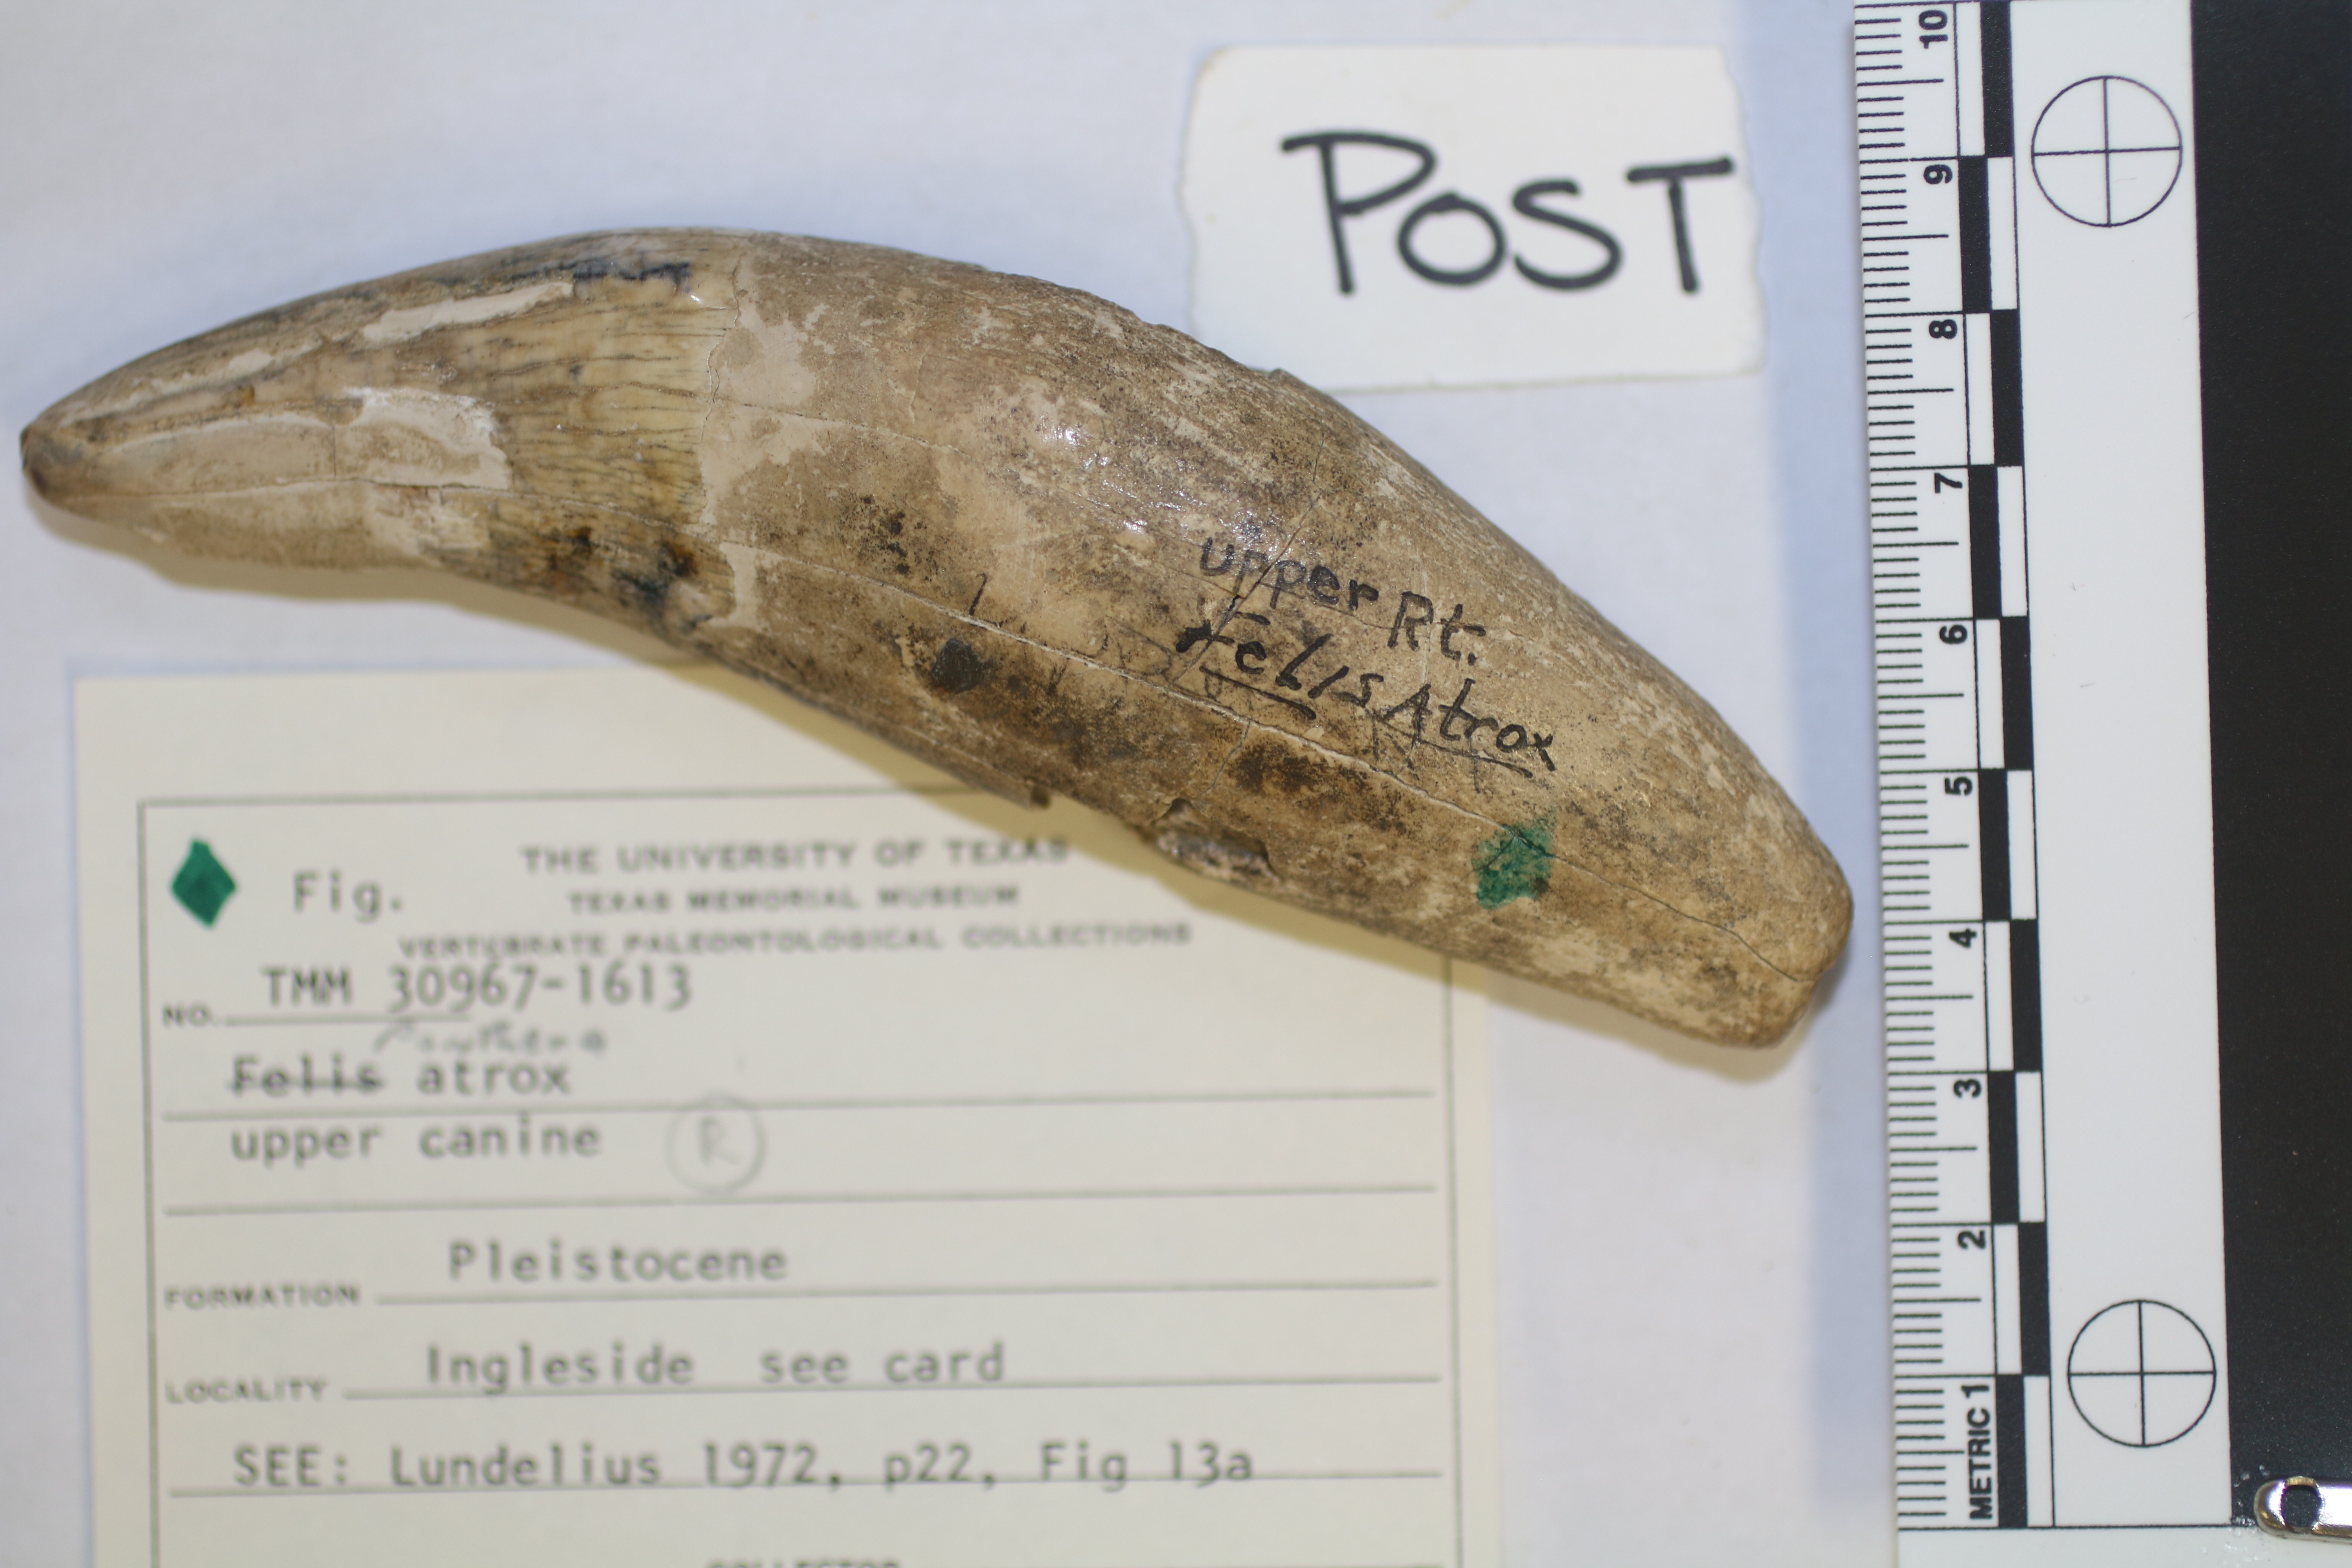 POST
upper Rt.
Felis Atrox
Fig.
THE UNIVERSITY OF TEXAS
TEXAS MEMORIAL MUSEUM
VERTEBRATE PALEONTOLOGICAL COLLECTIONS
NO. TMM 30967-1613
Panthera
Felis atrox
upper canine R
FORMATION Pleistocene
LOCALITY Ingleside see card
SEE: Lundelius 1972, p22, Fig 13a
COLLECTOR
10
9
8
7
6
5
4
3
2
METRIC 1